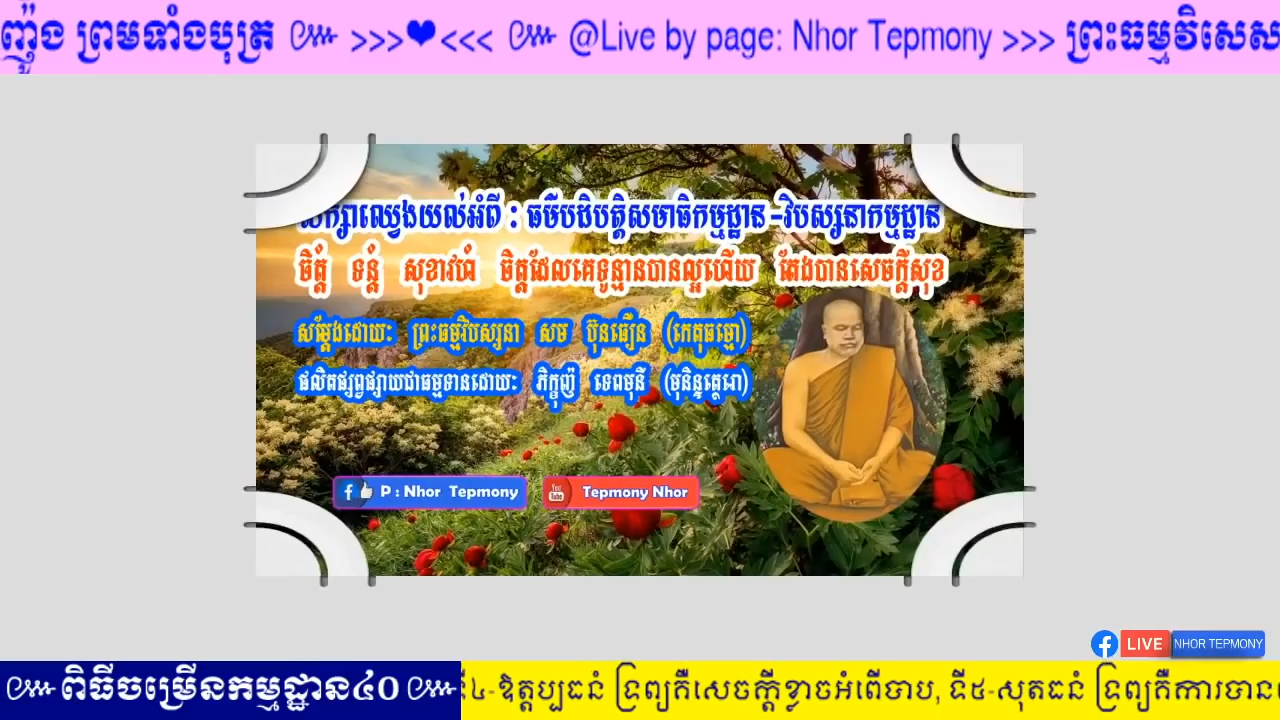 ញ៉ូង ព្រមទាំងបុត្រ >>>❤<<< @Live by page: Nhor Tepmony >>> ព្រះធម្មវិសេស
សិក្សាឈ្វេងយល់អំពី : ធម៌បដិបត្តិសមាធិកម្មដ្ឋាន -វិបស្សនាកម្មដ្ឋាន
ចិត្តំ ទន្តំ សុខាវហំ ចិត្តដែលគេទូន្មានបានល្អហើយ តែងបានសេចក្តីសុខ
សម្តែងដោយៈ ព្រះធម្មវិបស្សនា សម ប៊ុនធឿន (កេតុធម្មោ)
ផលិតផ្សព្វផ្សាយជាធម្មទានដោយៈ ភិក្ខុញ៉ ទេពមុនី (មុនិន្ទត្ថេរោ)
P : Nhor Tepmony
You Tube Tepmony Nhor
LIVE NHOR TEPMONY
ពិធីចម្រើនកម្មដ្ឋាន៤០
ទី៤-ឱត្តប្បធនំ ទ្រព្យគឺសេចក្តីខ្លាចអំពើបាប, ទី៥-សុតធនំ ទ្រព្យគឺការបាន